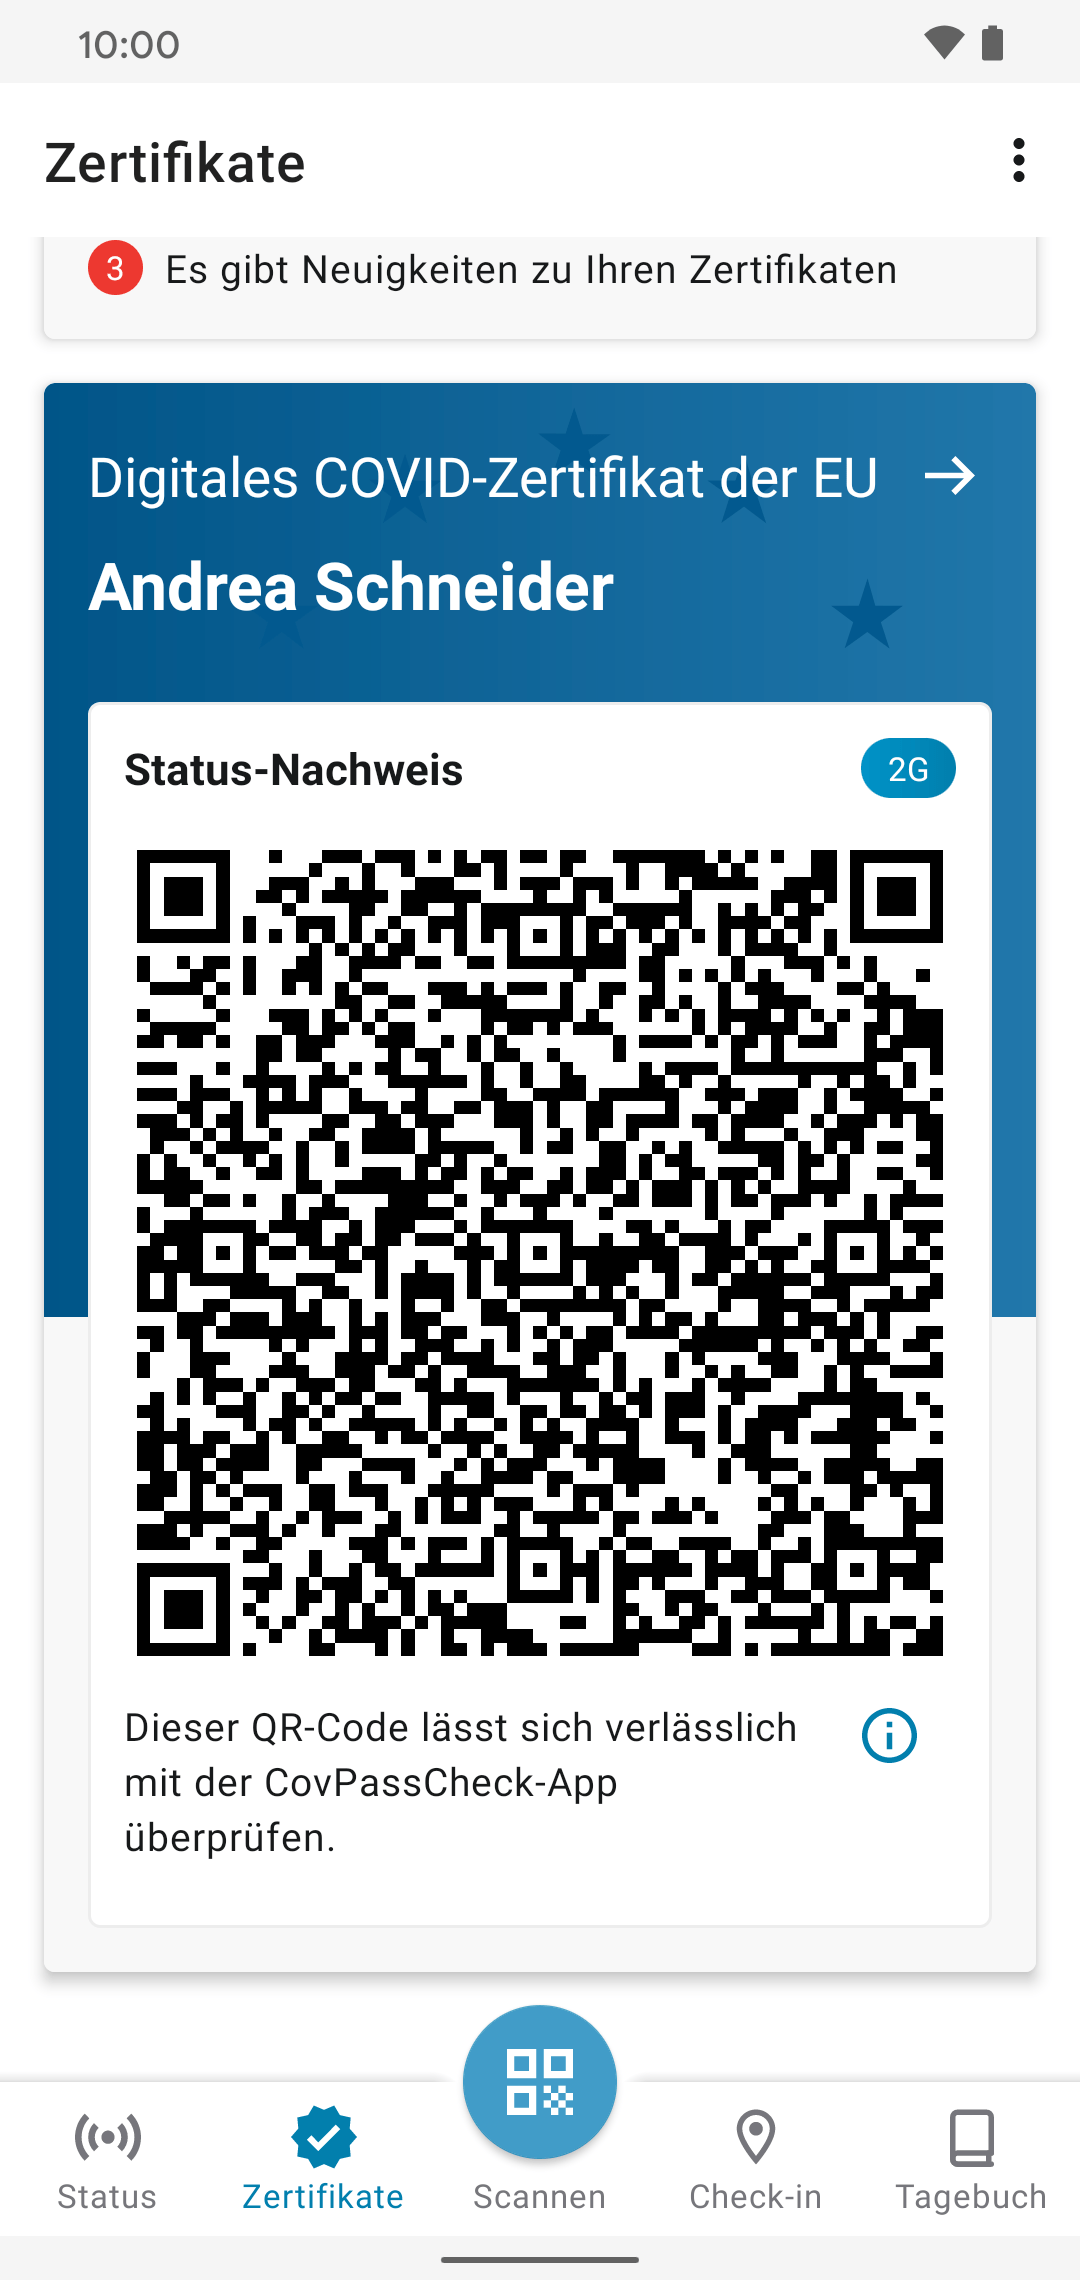 10:00
Zertifikate
3 Es gibt Neuigkeiten zu Ihren Zertifikaten
Digitales COVID-Zertifikat der EU
Andrea Schneider
Status-Nachweis 2G
Dieser QR-Code lässt sich verlässlich
mit der CovPassCheck-App
überprüfen.
Status Zertifikate Scannen Check-in Tagebuch